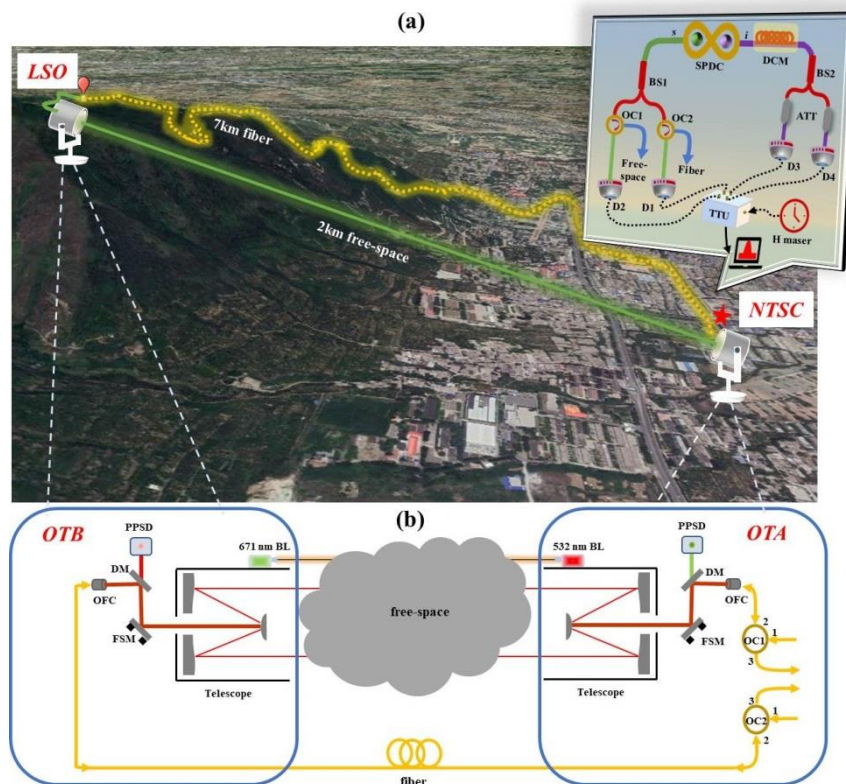 (a)
LSO
7km fiber
2km free-space
NTSC
s
SPDC
i
DCM
BS1
BS2
OC1
OC2
ATT
Free-
space
Fiber
D3
D4
D2
D1
TTU
H maser
(b)
OTB
PPSD
DM
OFC
FSM
671 nm BL
Telescope
free-space
532 nm BL
OTA
PPSD
DM
OFC
FSM
Telescope
2
OC1
1
3
3
OC2
1
2
fiber